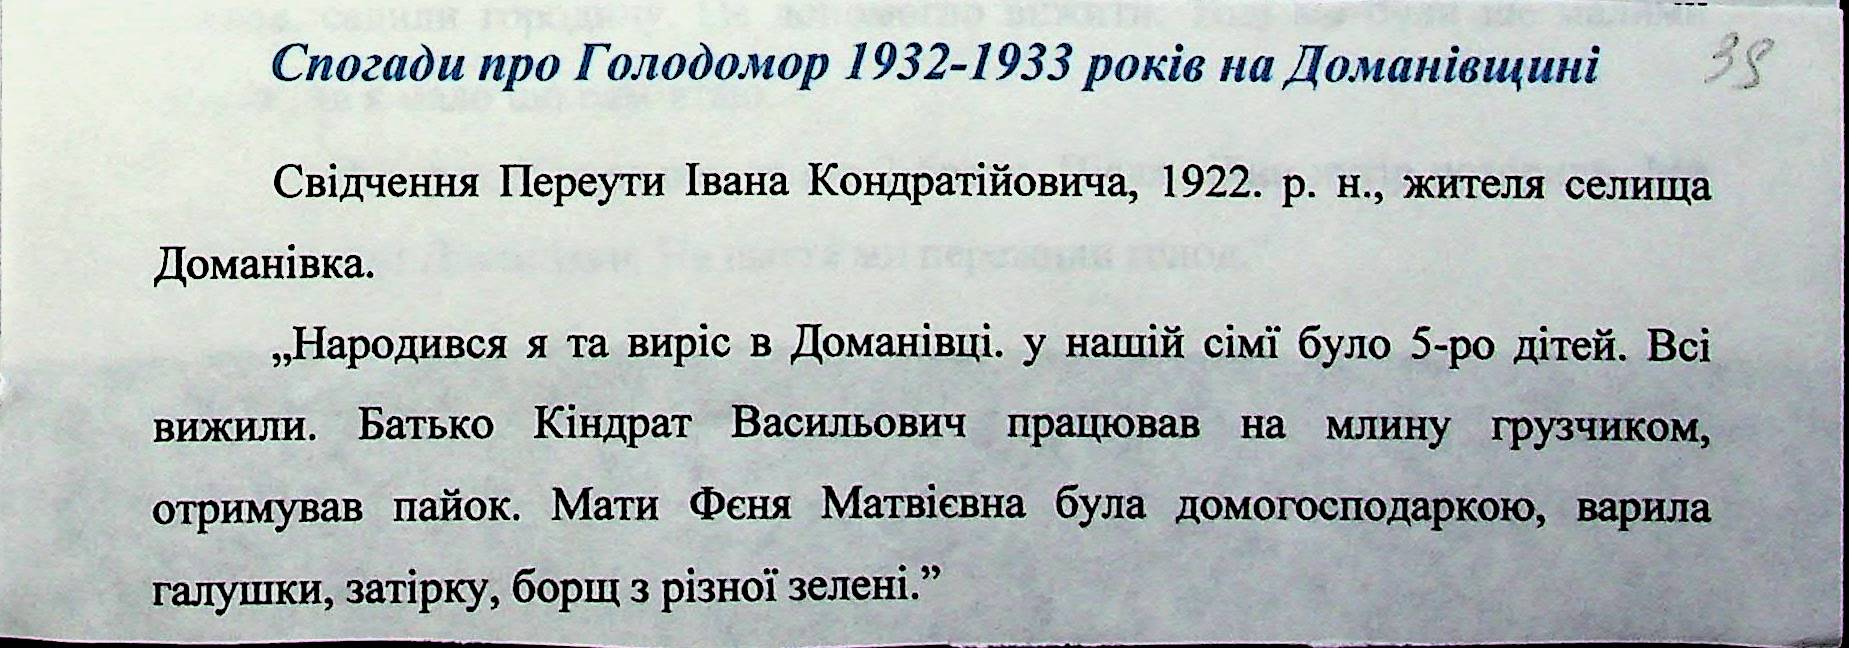 Спогади про Голодомор 1932-1933 років на Доманівщині 39
Свідчення Переути Івана Кондратійовича, 1922. р. н., жителя селища
Доманівка.
„Народився я та виріс в Доманівці. у нашій сімї було 5-ро дітей. Всі
вижили. Батько Кіндрат Васильович працював на млину грузчиком,
отримував пайок. Мати Фєня Матвієвна була домогосподаркою, варила
галушки, затірку, борщ з різної зелені.”